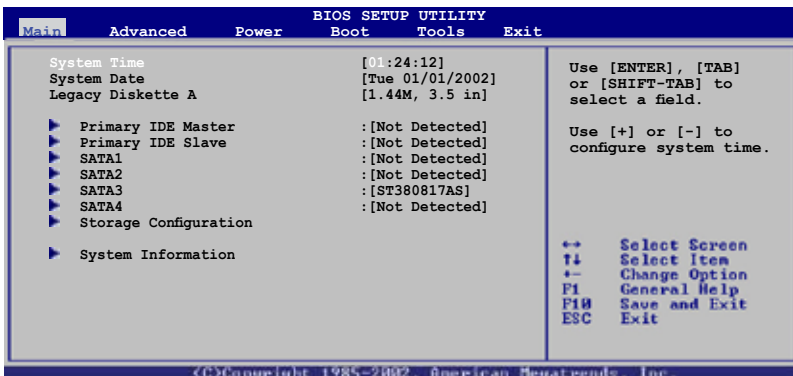 BIOS SETUP UTILITY
Main Advanced Power Boot Tools Exit
System Time [01:24:12]
System Date [Tue 01/01/2002]
Legacy Diskette A [1.44M, 3.5 in]
Primary IDE Master :[Not Detected]
Primary IDE Slave :[Not Detected]
SATA1 :[Not Detected]
SATA2 :[Not Detected]
SATA3 :[ST380817AS]
SATA4 :[Not Detected]
Storage Configuration
System Information
Use [ENTER], [TAB]
or [SHIFT-TAB] to
select a field.
Use [+] or [-] to
configure system time.
↔ Select Screen
↑↓ Select Item
+- Change Option
F1 General Help
F10 Save and Exit
ESC Exit
(C)Copyright 1985-2002, American Megatrends, Inc.